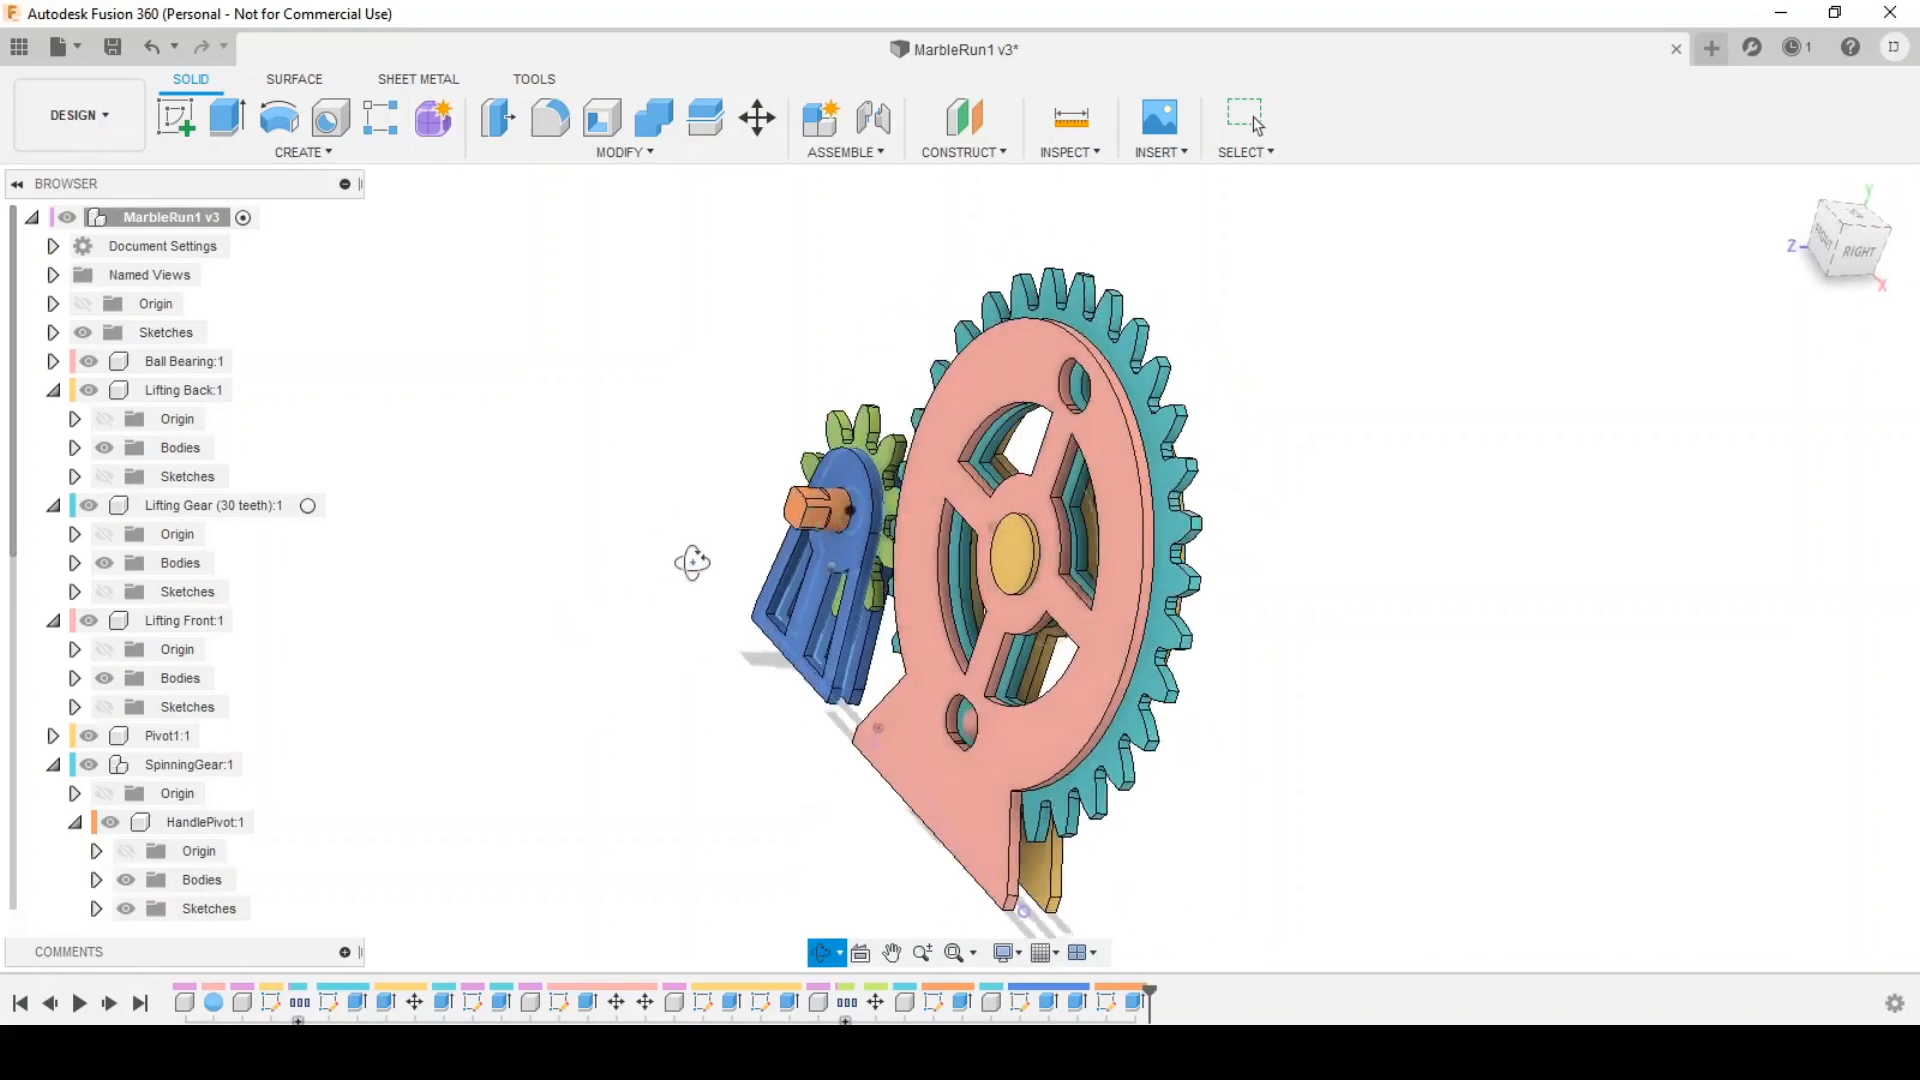 Autodesk Fusion 360 (Personal - Not for Commercial Use)
MarbleRun1 v3*
1
IJ
DESIGN
SOLID
SURFACE
SHEET METAL
TOOLS
CREATE
MODIFY
ASSEMBLE
CONSTRUCT
INSPECT
INSERT
SELECT
BROWSER
MarbleRun1 v3
Document Settings
Named Views
Origin
Sketches
Ball Bearing:1
Lifting Back:1
Origin
Bodies
Sketches
Lifting Gear (30 teeth):1
Origin
Bodies
Sketches
Lifting Front:1
Origin
Bodies
Sketches
Pivot1:1
SpinningGear:1
Origin
HandlePivot:1
Origin
Bodies
Sketches
Y
Z
X
FRONT
RIGHT
COMMENTS